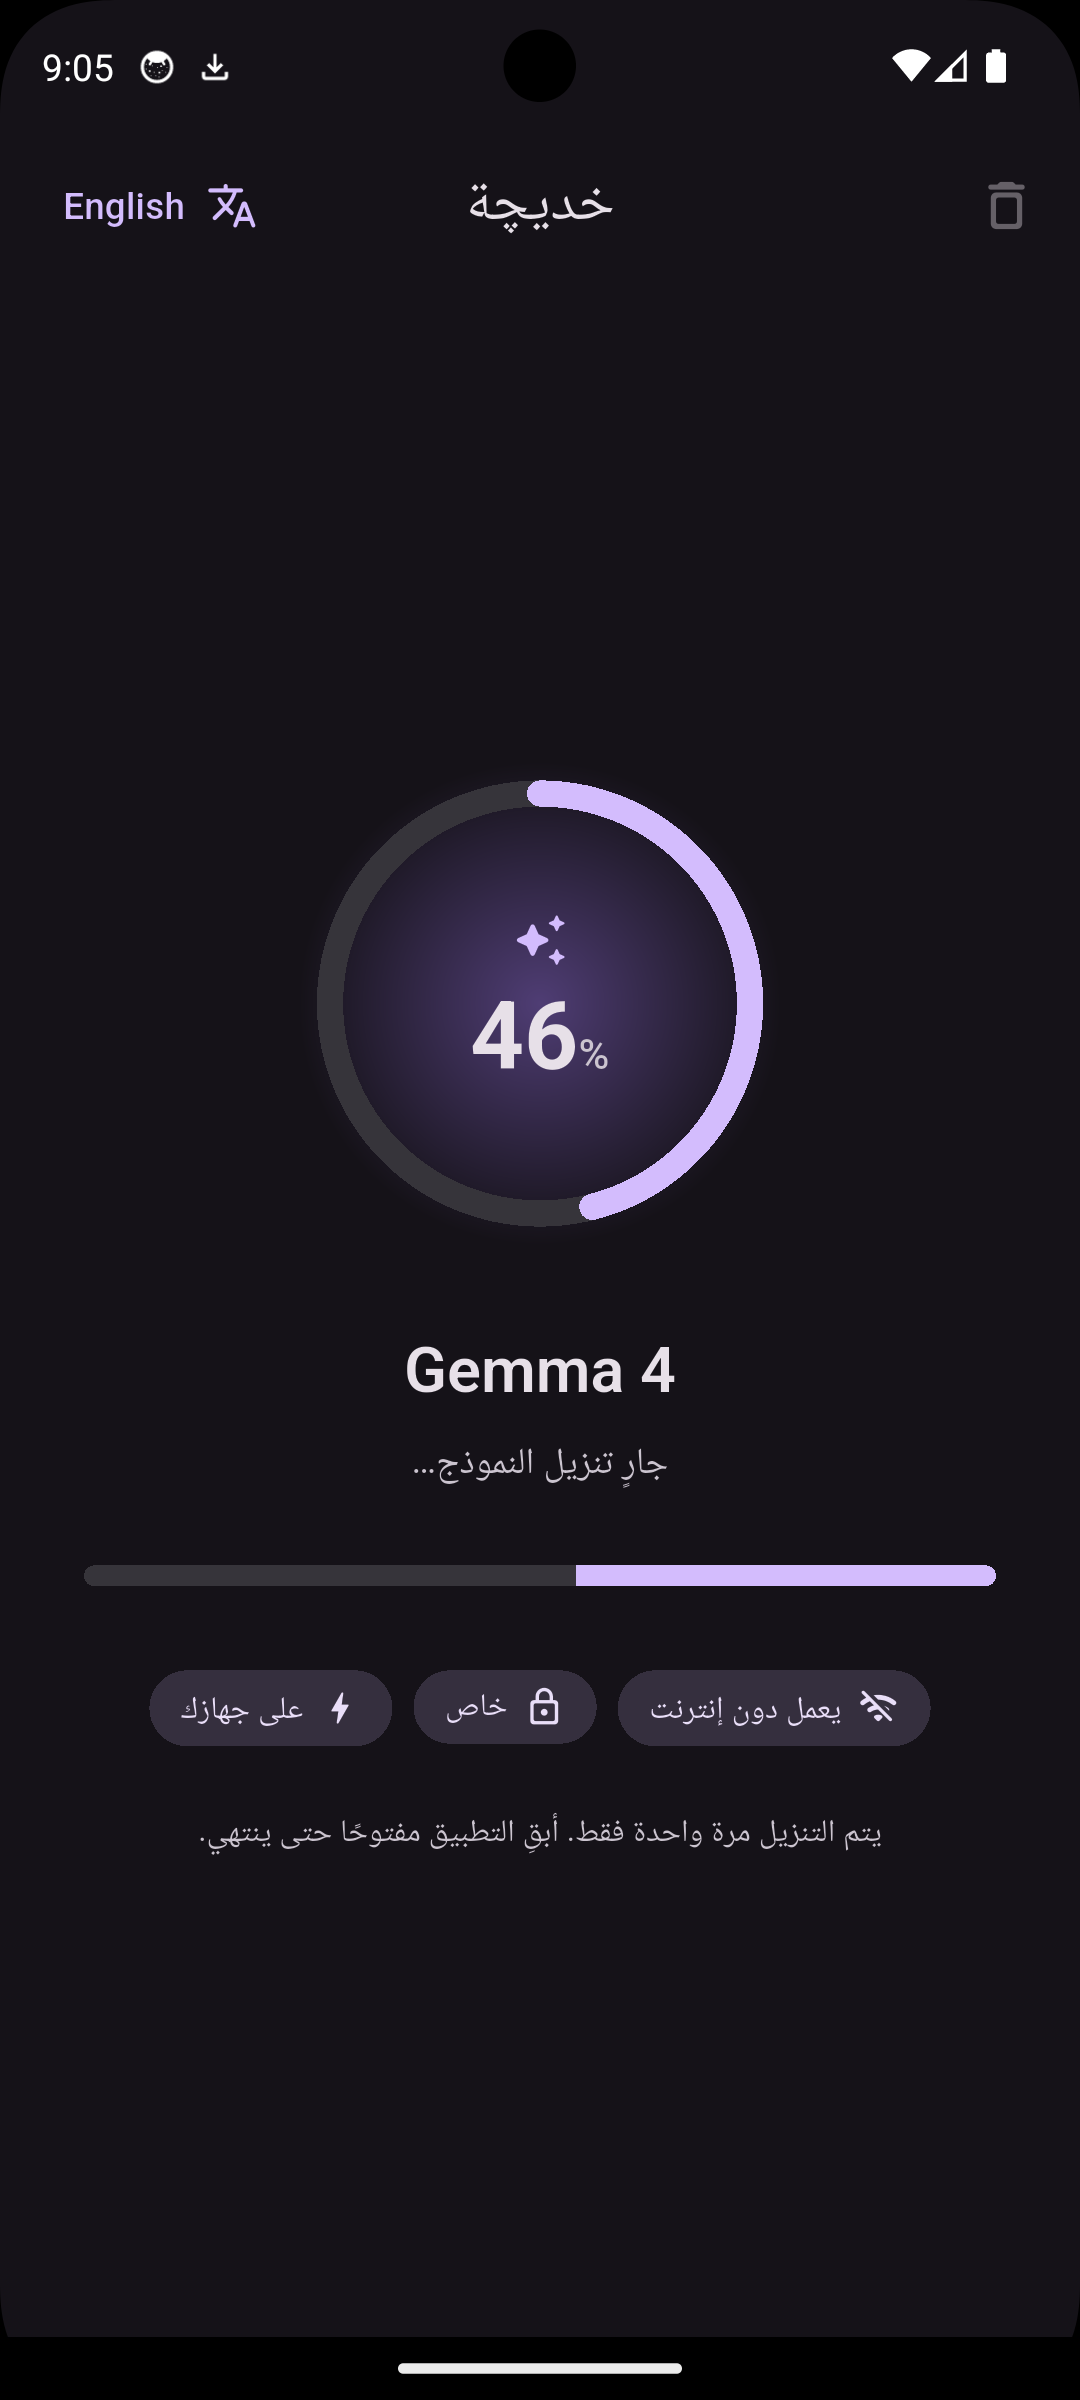 9:05
English
خديچة
46%
Gemma 4
جارٍ تنزيل النموذج...
يعمل دون إنترنت
خاص
على جهازك
يتم التنزيل مرة واحدة فقط. أبقِ التطبيق مفتوحًا حتى ينتهي.